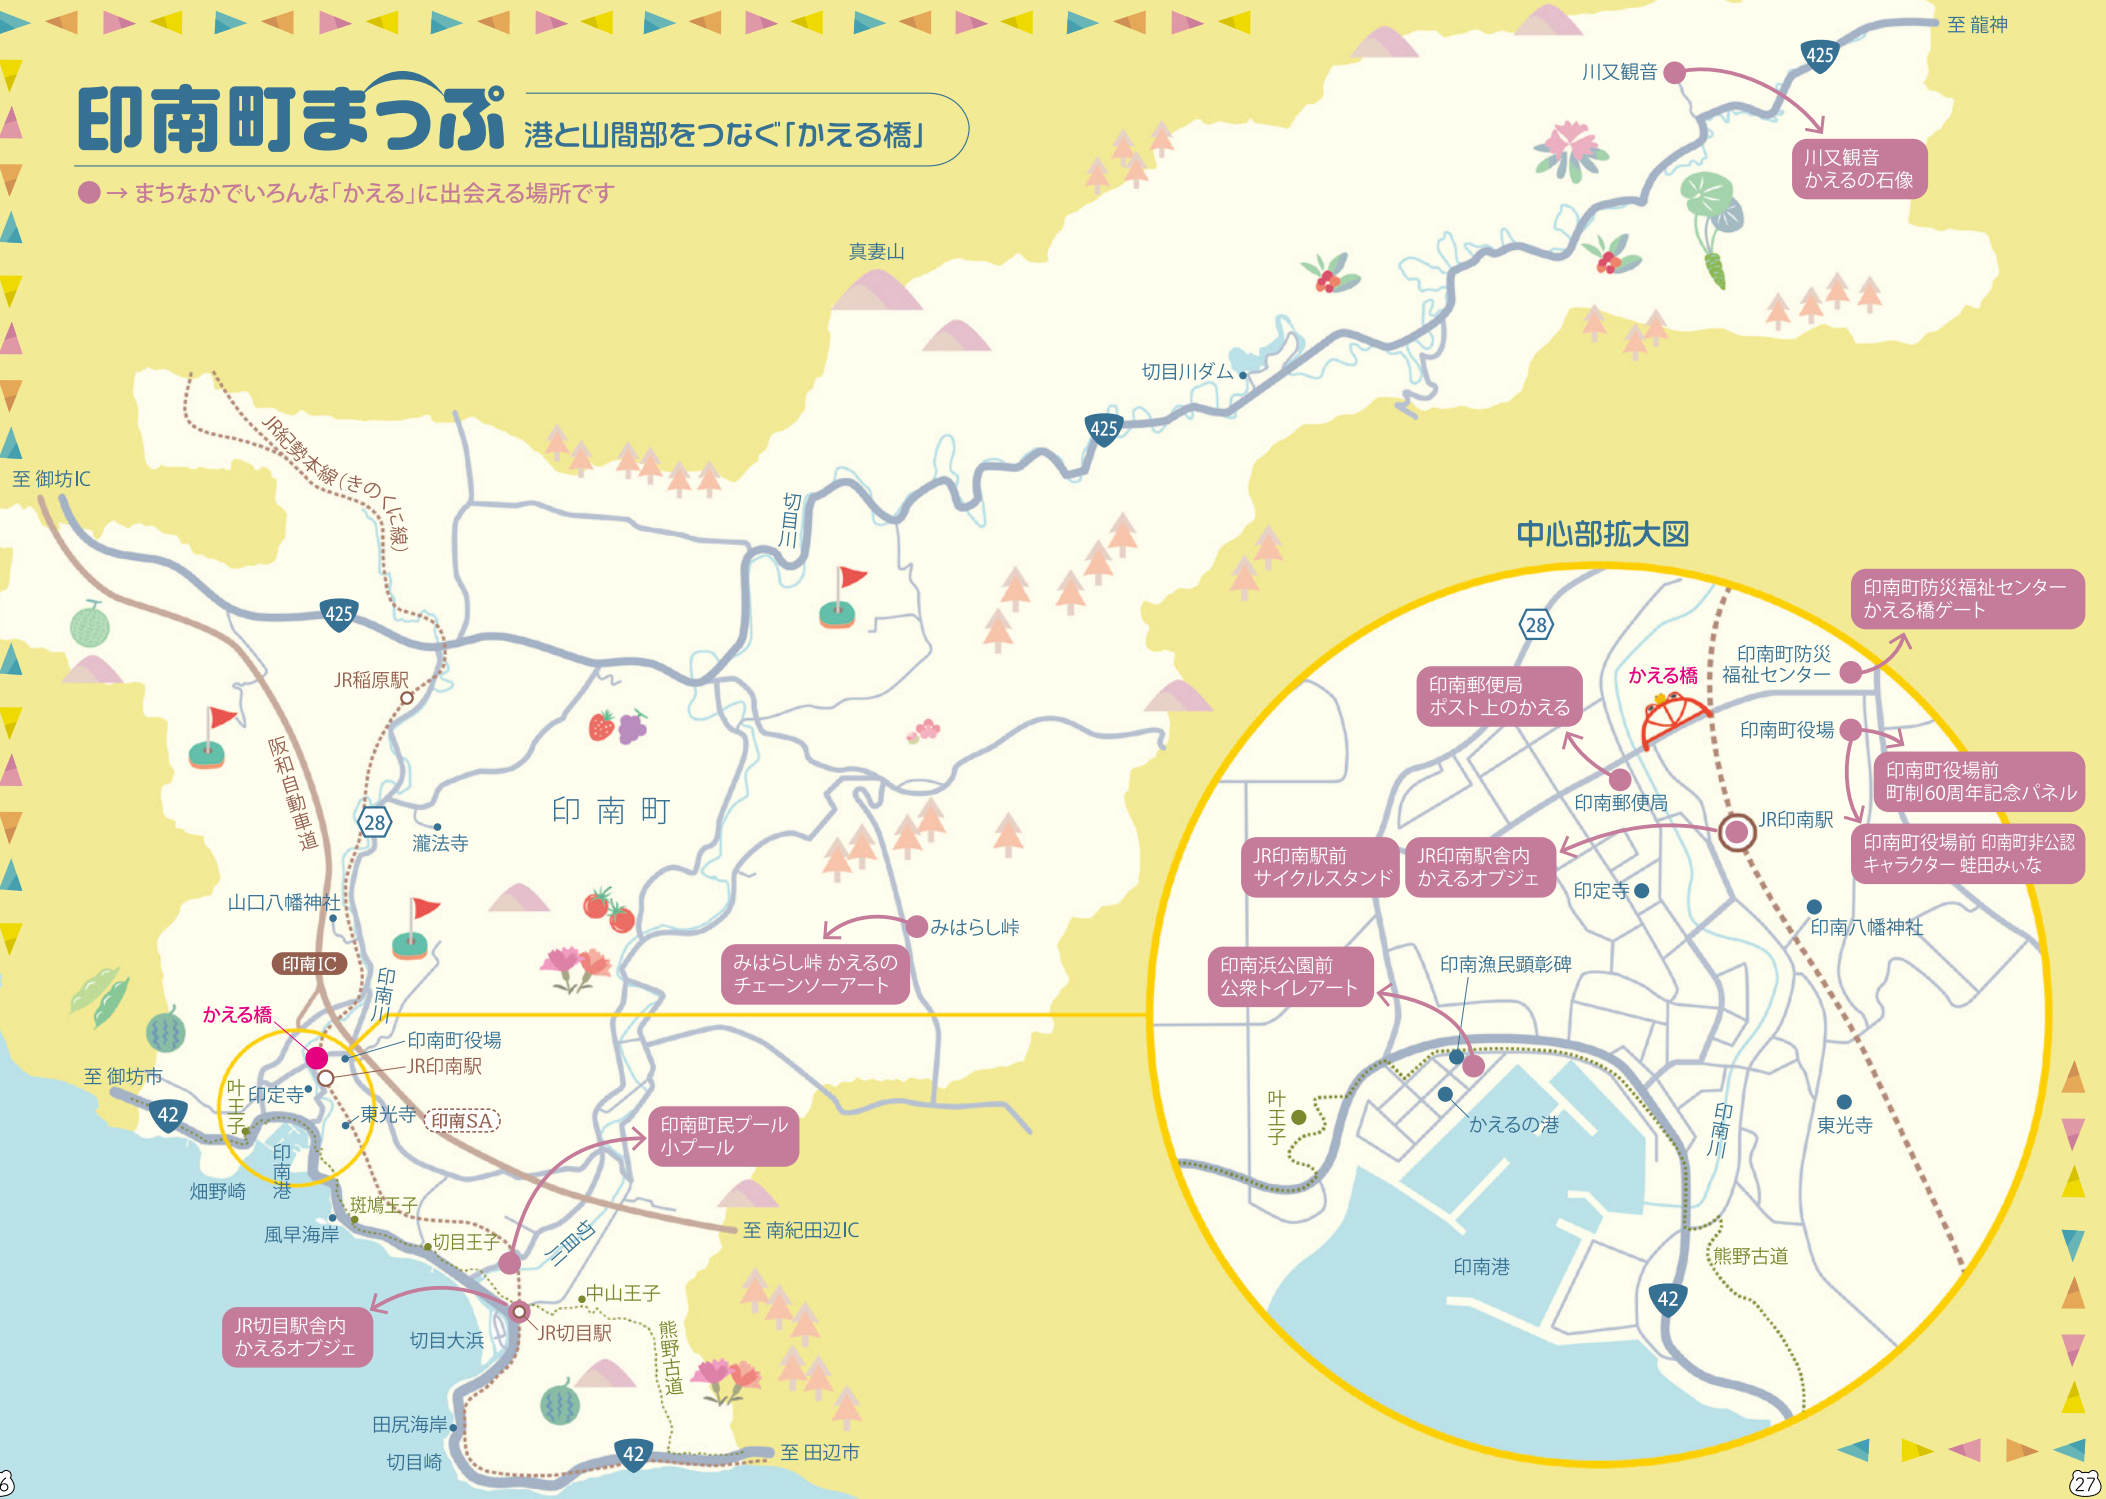 印南町まっぷ
港と山間部をつなぐ「かえる橋」
●→まちなかでいろんな「かえる」に出会える場所です
至 龍神
425
川又観音
川又観音
かえるの石像
真妻山
切目川ダム
425
切目川
至 御坊IC
JR紀勢本線(きのくに線)
425
JR稲原駅
阪和自動車道
28
瀧法寺
印南町
山口八幡神社
印南IC
印南川
みはらし峠
みはらし峠 かえるの
チェーンソーアート
かえる橋
印南町役場
JR印南駅
至 御坊市
42
叶王子
印定寺
東光寺
印南SA
印南港
畑野崎
斑鳩王子
風早海岸
切目王子
印南町民プール
小プール
切目川
至 南紀田辺IC
中山王子
JR切目駅舎内
かえるオブジェ
切目大浜
JR切目駅
熊野古道
田尻海岸
切目崎
42
至 田辺市
中心部拡大図
28
印南町防災福祉センター
かえる橋ゲート
印南町防災
福祉センター
かえる橋
印南郵便局
ポスト上のかえる
印南町役場
印南町役場前
町制60周年記念パネル
印南郵便局
JR印南駅
印南町役場前 印南町非公認
キャラクター 蛙田みぃな
JR印南駅前
サイクルスタンド
JR印南駅舎内
かえるオブジェ
印定寺
印南八幡神社
印南浜公園前
公衆トイレアート
印南漁民顕彰碑
叶王子
かえるの港
印南川
東光寺
印南港
熊野古道
42
6
27